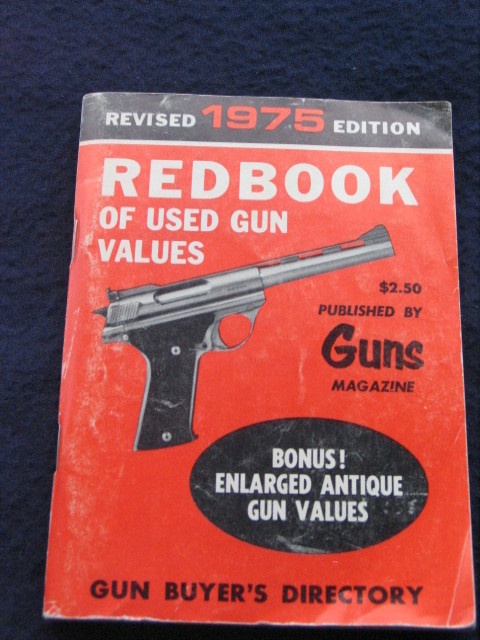 REVISED 1975 EDITION
REDBOOK
OF USED GUN
VALUES
$2.50
PUBLISHED BY
Guns
MAGAZINE
BONUS!
ENLARGED ANTIQUE
GUN VALUES
GUN BUYER'S DIRECTORY